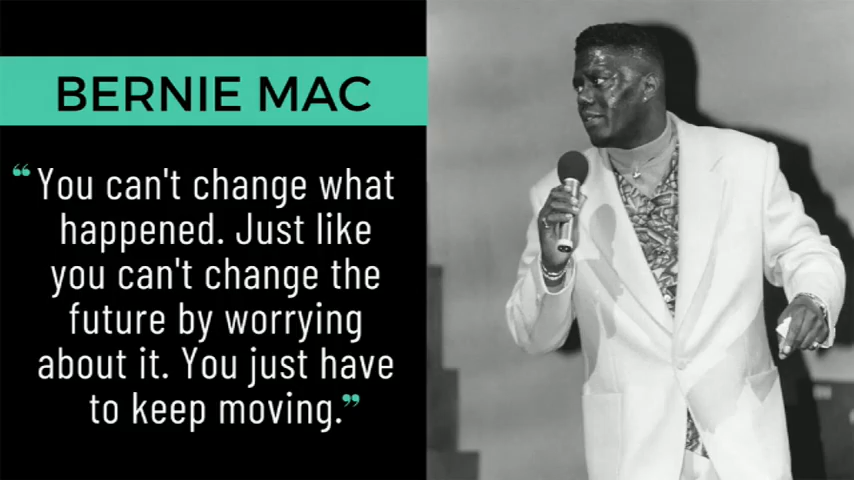 BERNIE MAC
“You can't change what
happened. Just like
you can't change the
future by worrying
about it. You just have
to keep moving.”